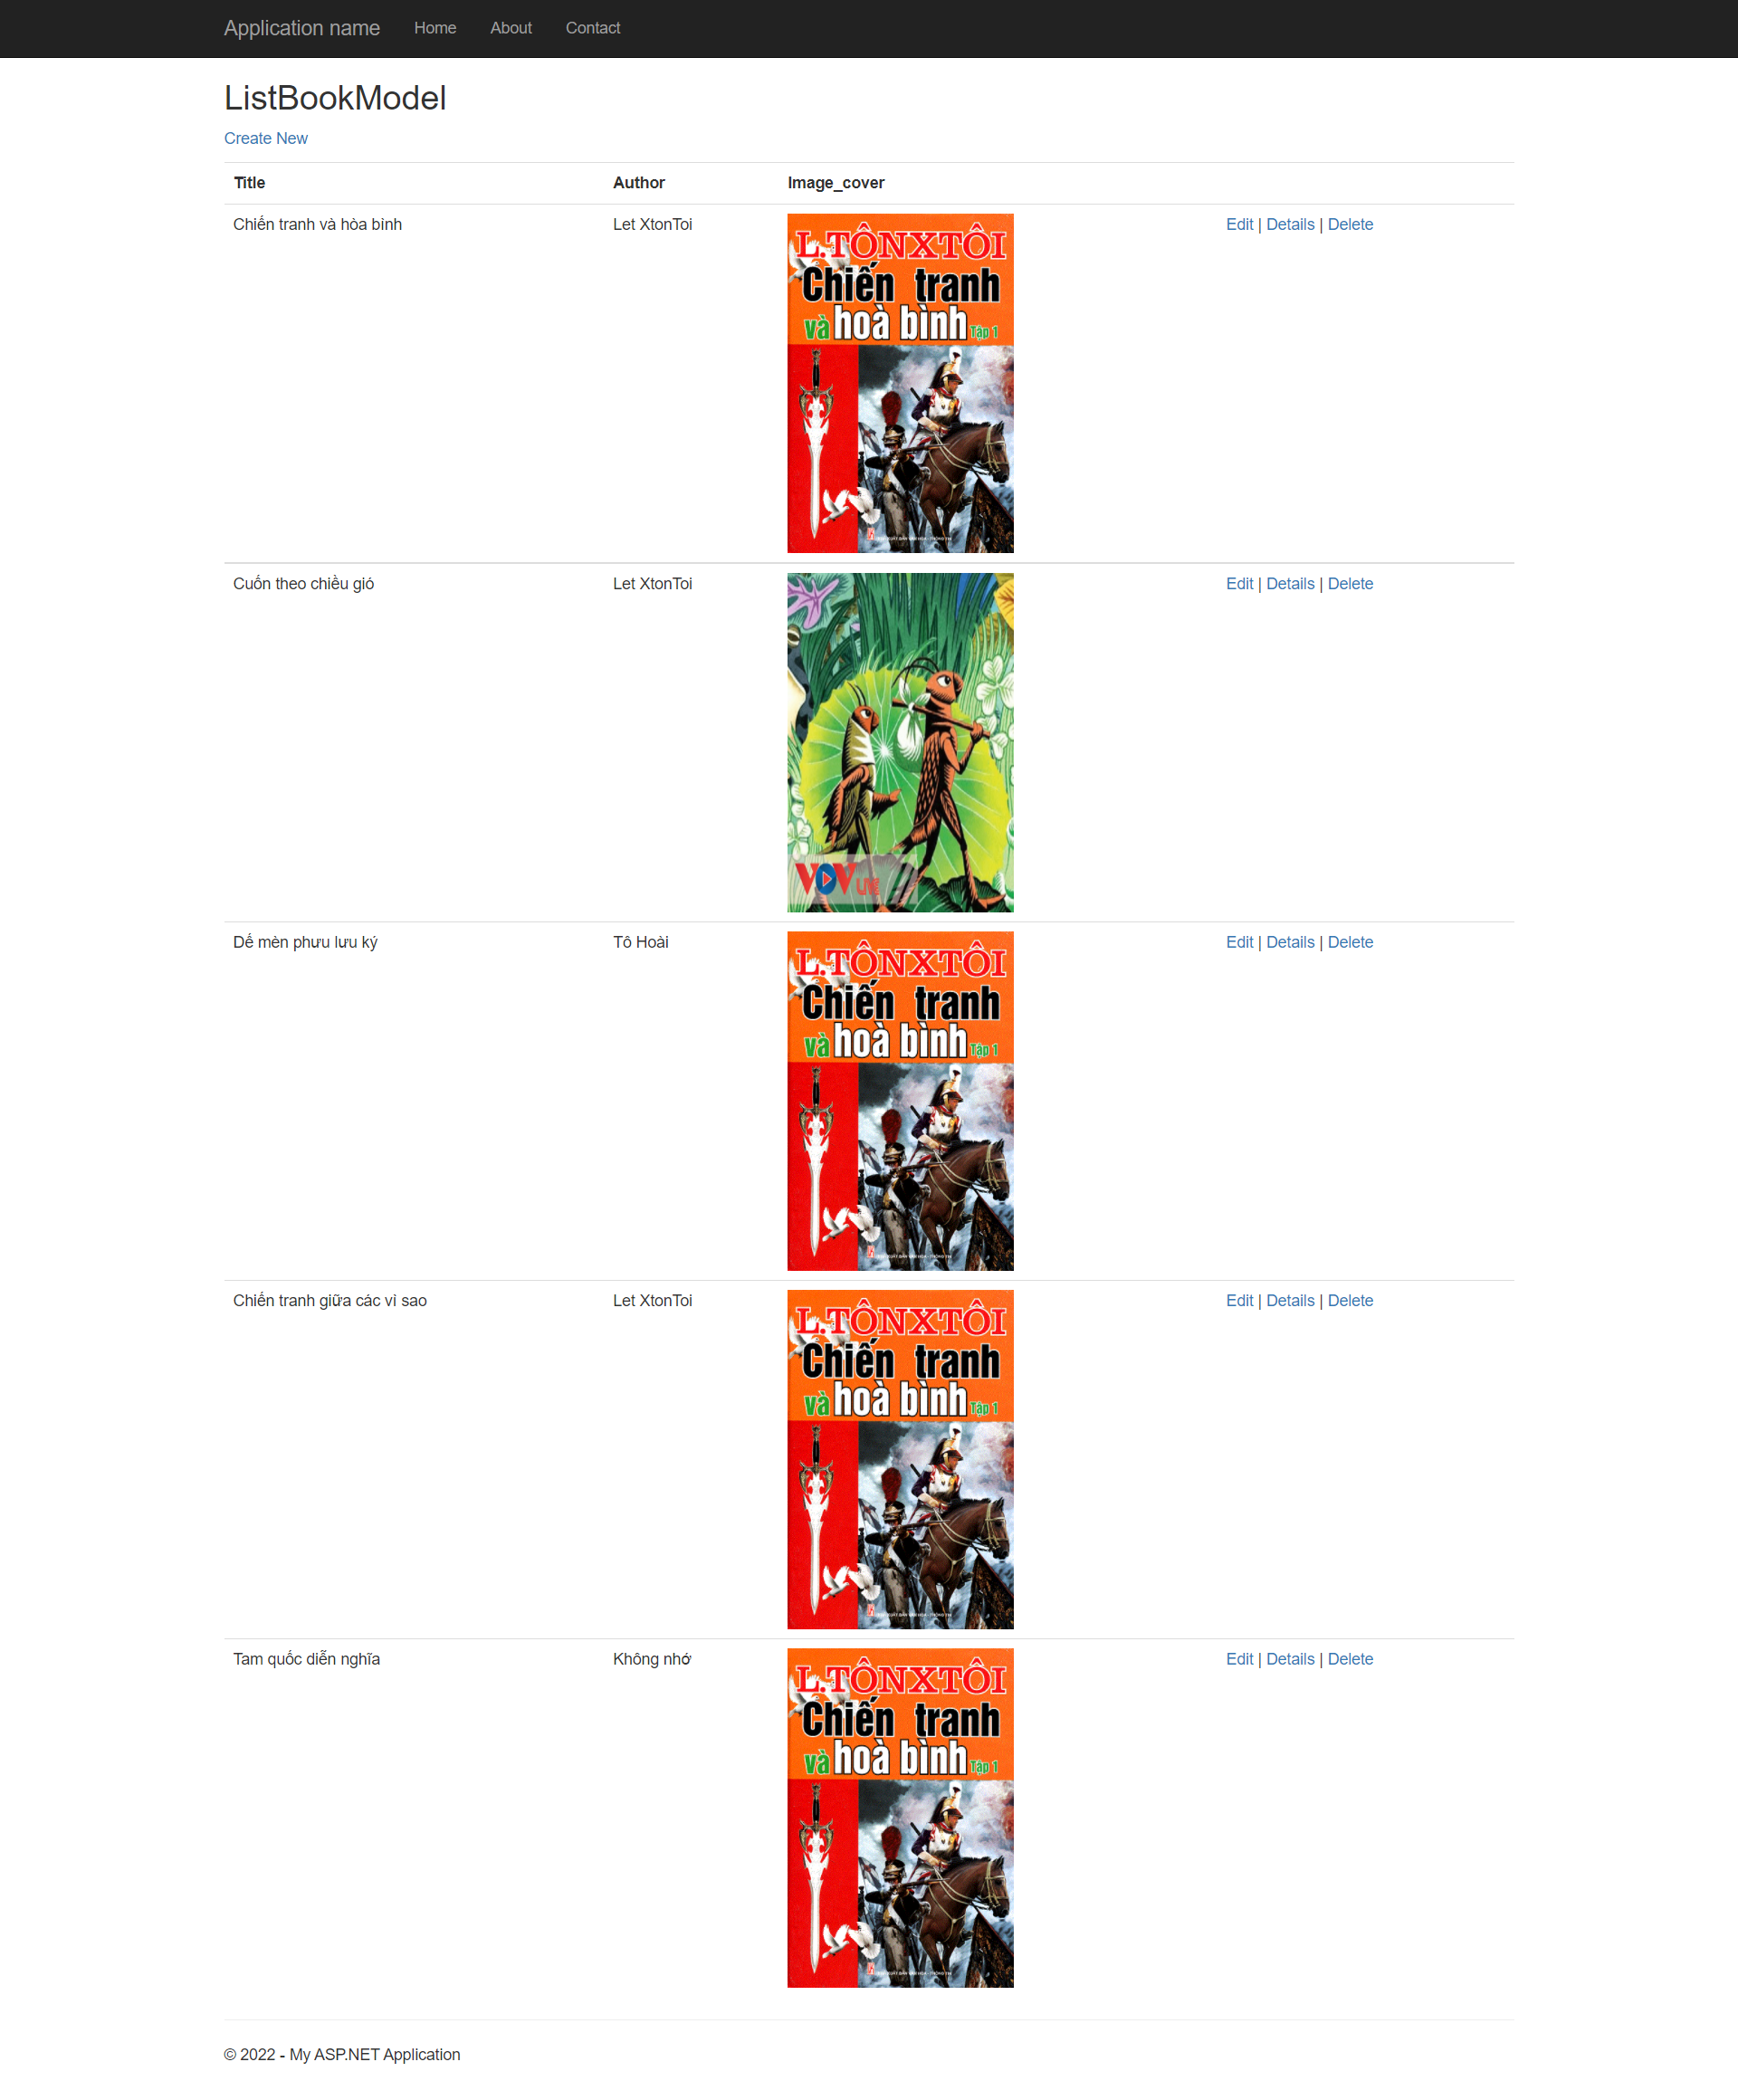 Application name Home About Contact
ListBookModel
Create New
Title Author Image_cover
Chiến tranh và hòa bình Let XtonToi Edit | Details | Delete
L.TÔNXTÔI
Chiến tranh
và hoà bình Tập 1
Cuốn theo chiều gió Let XtonToi Edit | Details | Delete
VOV LIVE
Dế mèn phưu lưu ký Tô Hoài Edit | Details | Delete
L.TÔNXTÔI
Chiến tranh
và hoà bình Tập 1
Chiến tranh giữa các vì sao Let XtonToi Edit | Details | Delete
L.TÔNXTÔI
Chiến tranh
và hoà bình Tập 1
Tam quốc diễn nghĩa Không nhớ Edit | Details | Delete
L.TÔNXTÔI
Chiến tranh
và hoà bình Tập 1
© 2022 - My ASP.NET Application